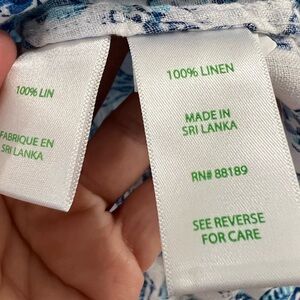 100% LIN
FABRIQUE EN
SRI LANKA
100% LINEN
MADE IN
SRI LANKA
RN# 88189
SEE REVERSE
FOR CARE